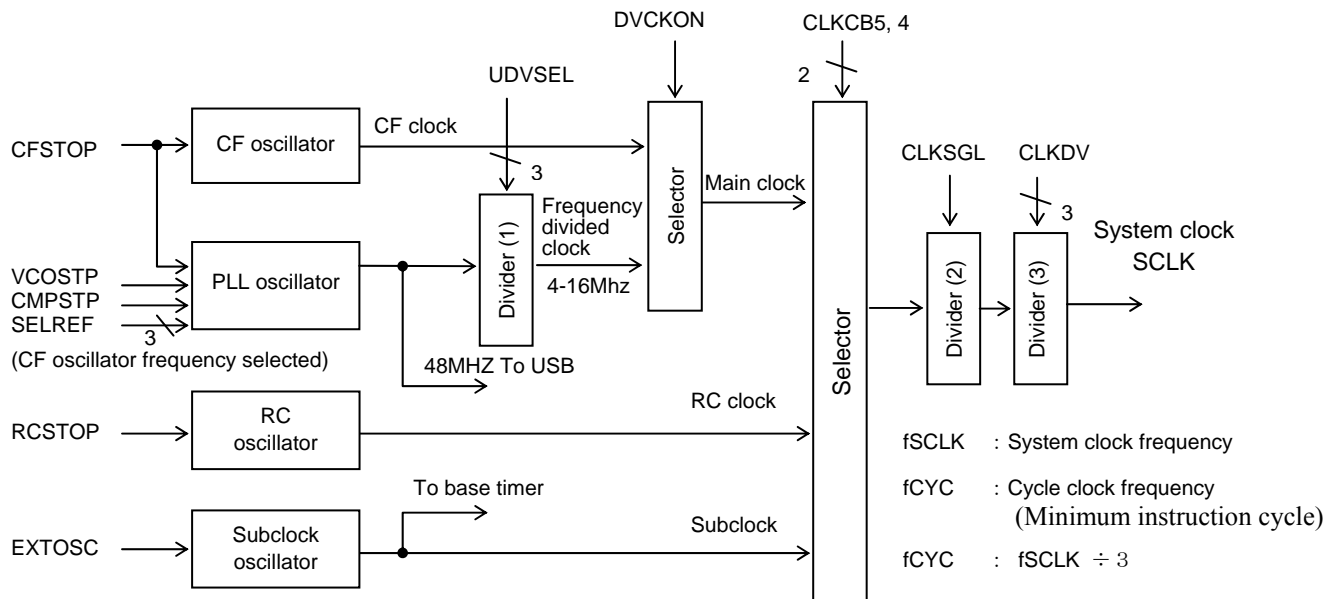 DVCKON
CLKCB5, 4
2
UDVSEL
CFSTOP
CF oscillator
CF clock
3
Selector
Main clock
CLKSGL
CLKDV
3
Frequency
divided
clock
4-16Mhz
Divider (1)
VCOSTP
CMPSTP
SELREF
3
(CF oscillator frequency selected)
PLL oscillator
48MHZ To USB
Selector
Divider (2)
Divider (3)
System clock
SCLK
RCSTOP
RC
oscillator
RC clock
EXTOSC
Subclock
oscillator
To base timer
Subclock
fSCLK : System clock frequency
fCYC : Cycle clock frequency
(Minimum instruction cycle)
fCYC : fSCLK ÷ 3